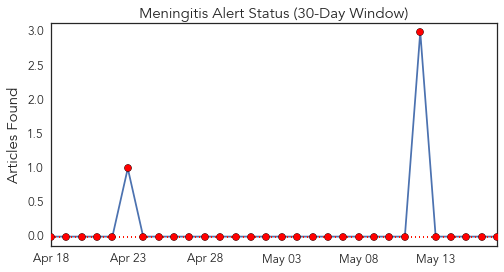 Meningitis Alert Status (30-Day Window)
Articles Found
3.0
2.5
2.0
1.5
1.0
0.5
0.0
Apr 18 Apr 23 Apr 28 May 03 May 08 May 13